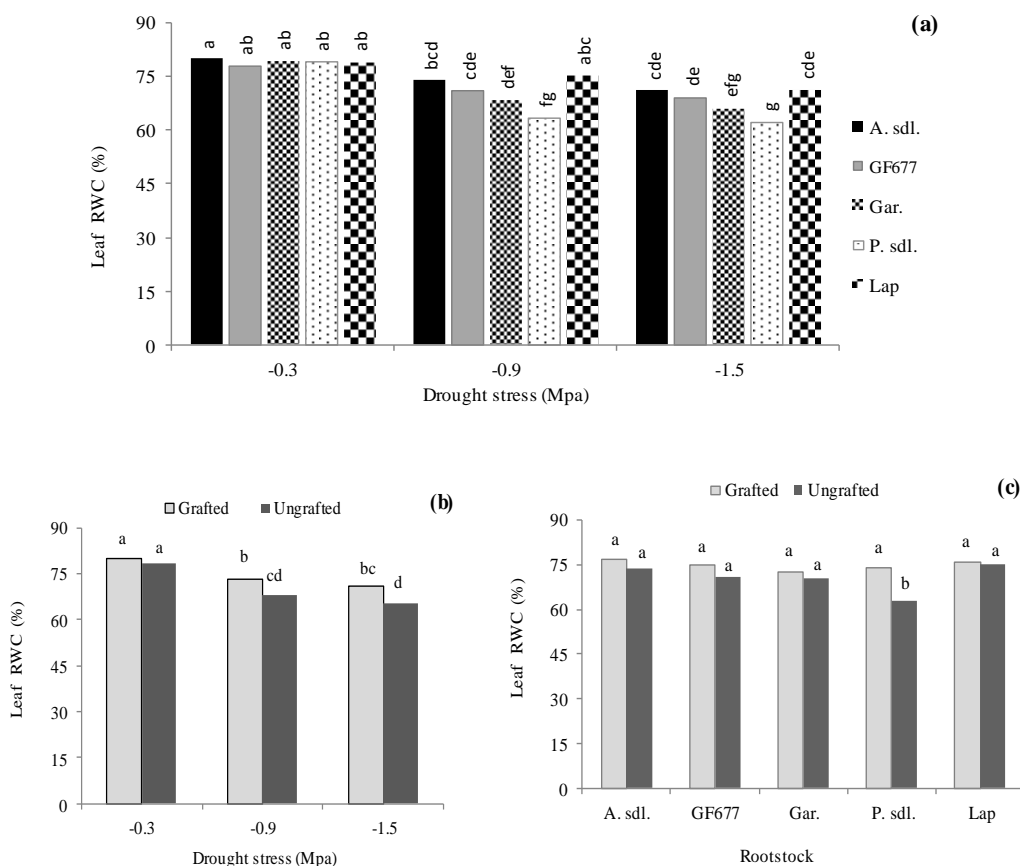 (a)
90
75
60
45
30
15
0
Leaf RWC (%)
a ab ab ab ab
bcd cde def fg abc
cde de efg g cde
-0.3 -0.9 -1.5
Drought stress (Mpa)
A. sdl.
GF677
Gar.
P. sdl.
Lap
Grafted Ungrafted (b)
90
75
60
45
30
15
0
Leaf RWC (%)
a a b cd bc d
-0.3 -0.9 -1.5
Drought stress (Mpa)
Grafted Ungrafted (c)
90
75
60
45
30
15
0
Leaf RWC (%)
a a a a a a a b a a
A. sdl. GF677 Gar. P. sdl. Lap
Rootstock